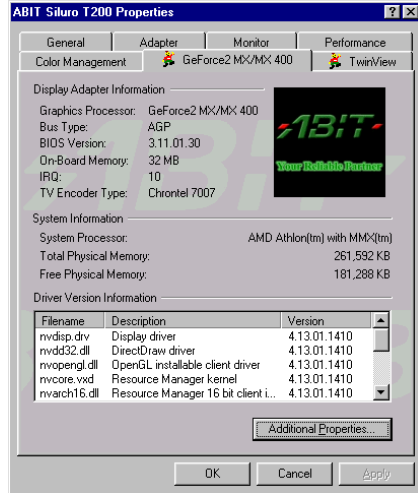 ABIT Siluro T200 Properties
General Adapter Monitor Performance
Color Management GeForce2 MX/MX 400 TwinView
Display Adapter Information
Graphics Processor: GeForce2 MX/MX 400
Bus Type: AGP
BIOS Version: 3.11.01.30
On-Board Memory: 32 MB
IRQ: 10
TV Encoder Type: Chrontel 7007
ABIT
Your Reliable Partner
System Information
System Processor: AMD Athlon(tm) with MMX(tm)
Total Physical Memory: 261,592 KB
Free Physical Memory: 181,288 KB
Driver Version Information
Filename Description Version
nvdisp.drv Display driver 4.13.01.1410
nvdd32.dll DirectDraw driver 4.13.01.1410
nvopengl.dll OpenGL installable client driver 4.13.01.1410
nvcore.vxd Resource Manager kernel 4.13.01.1410
nvarch16.dll Resource Manager 16 bit client i... 4.13.01.1410
Additional Properties...
OK Cancel Apply